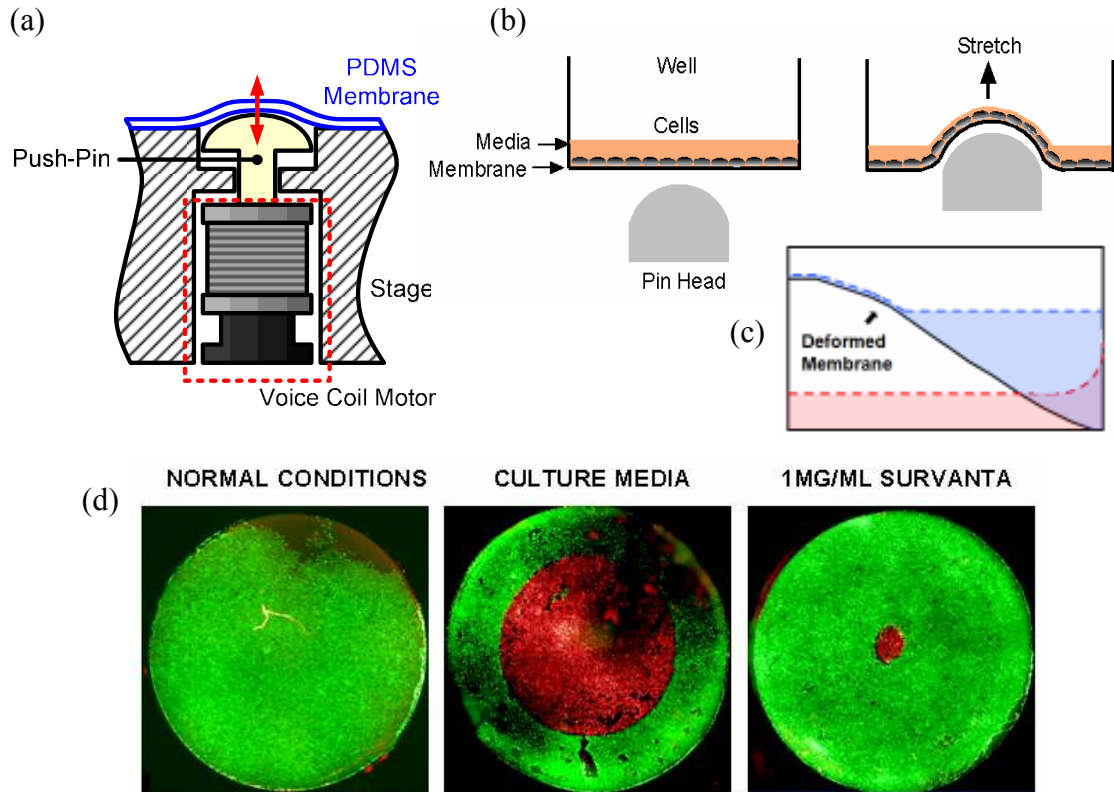 (a)
PDMS
Membrane
Push-Pin
Stage
Voice Coil Motor
(b)
Well
Cells
Media
Membrane
Pin Head
Stretch
(c)
Deformed
Membrane
(d)
NORMAL CONDITIONS
CULTURE MEDIA
1MG/ML SURVANTA